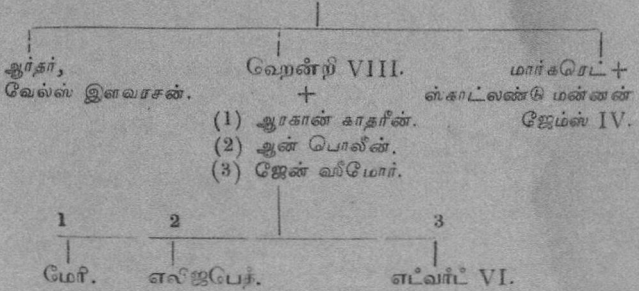 ஆர்தர், ஹென்றி VIII. மார்கரெட் +
வேல்ஸ் இளவரசன். + ஸ்காட்லண்டு மன்னன்
(1) ஆரகான் காதரீன். ஜேம்ஸ் IV.
(2) ஆன் பொலீன்.
(3) ஜேன் ஸீமோர்.
1 2 3
மேரி. எலிஜபெத். எட்வர்ட் VI.